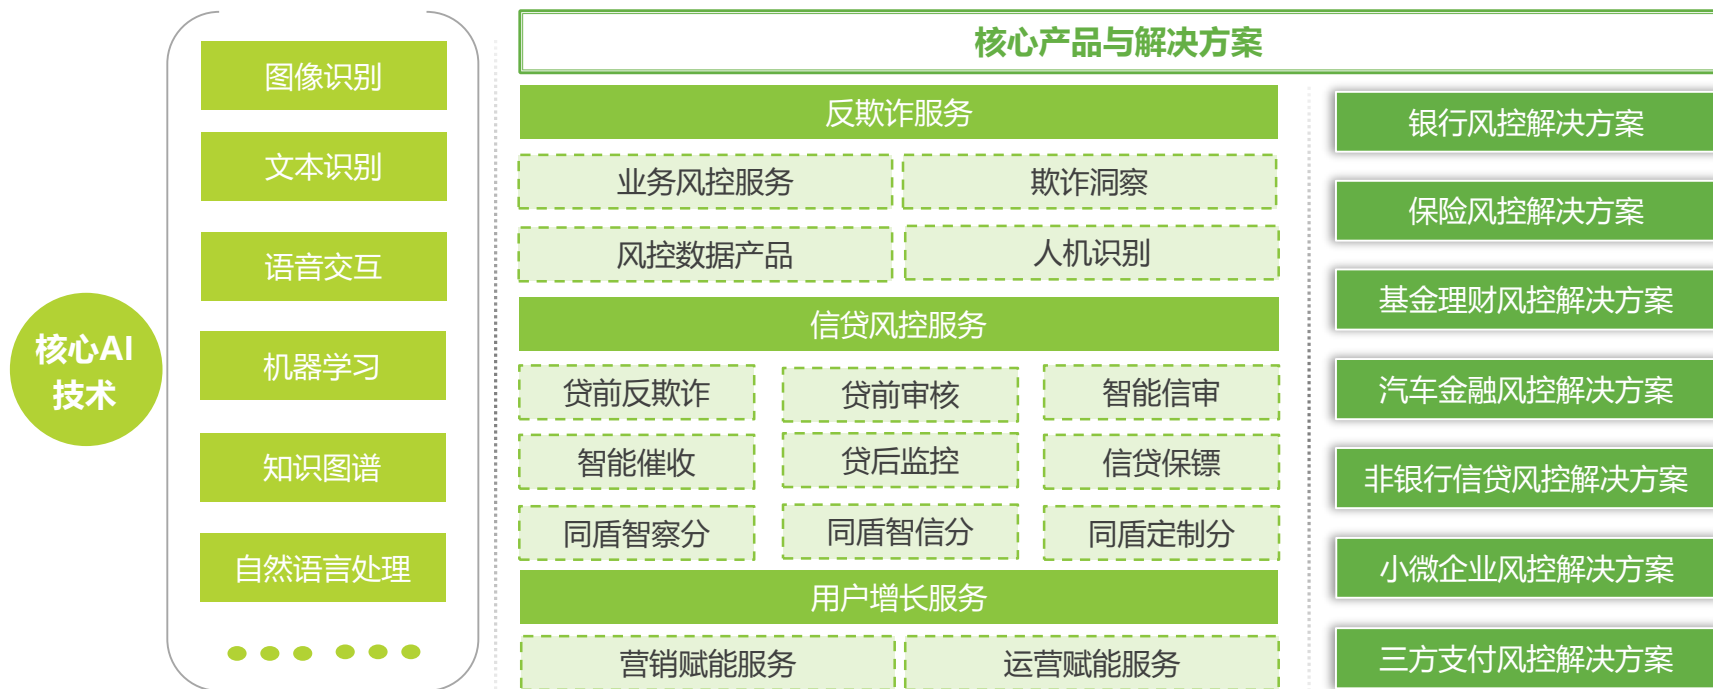 核心AI
技术
图像识别
文本识别
语音交互
机器学习
知识图谱
自然语言处理
核心产品与解决方案
反欺诈服务
业务风控服务
欺诈洞察
风控数据产品
人机识别
信贷风控服务
贷前反欺诈
贷前审核
智能信审
智能催收
贷后监控
信贷保镖
同盾智察分
同盾智信分
同盾定制分
用户增长服务
营销赋能服务
运营赋能服务
银行风控解决方案
保险风控解决方案
基金理财风控解决方案
汽车金融风控解决方案
非银行信贷风控解决方案
小微企业风控解决方案
三方支付风控解决方案